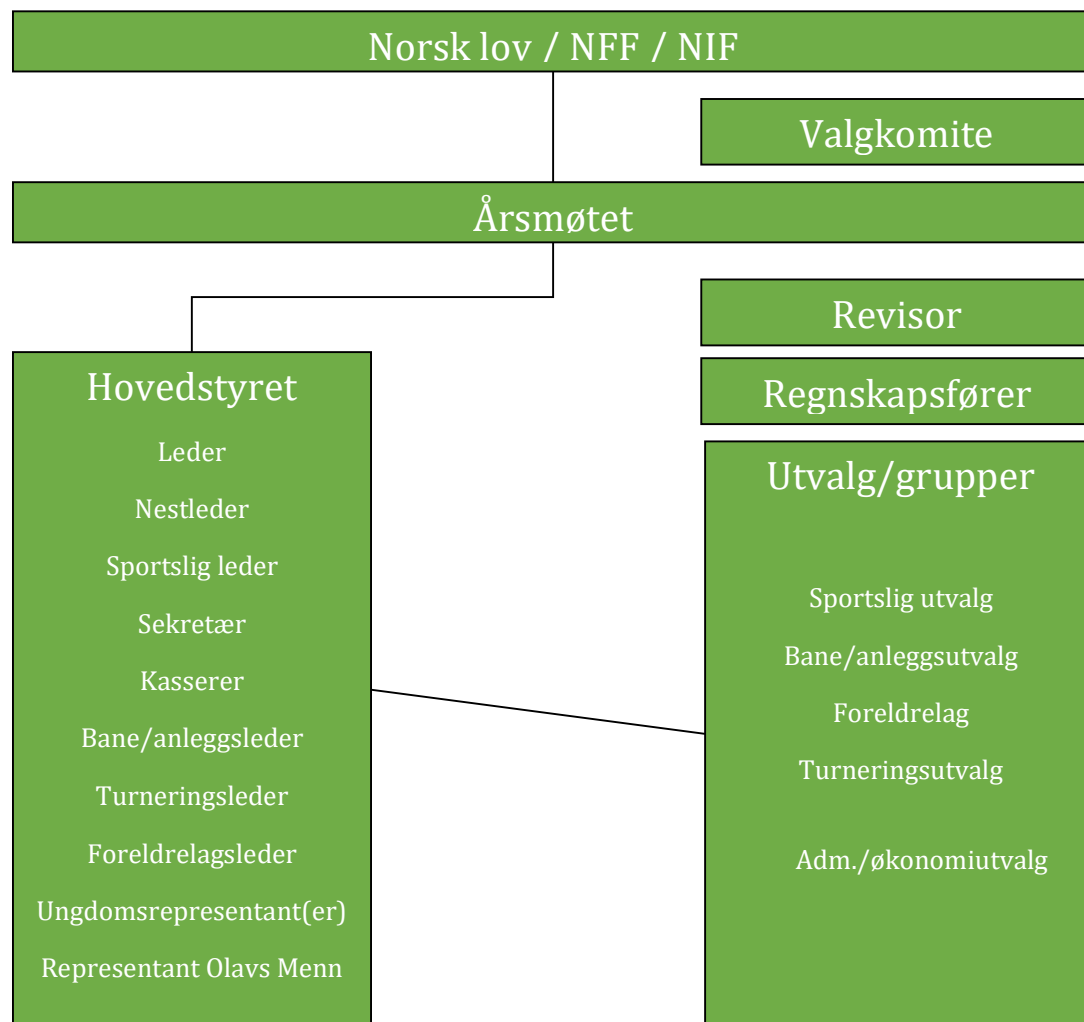 Norsk lov / NFF / NIF
Valgkomite
Årsmøtet
Revisor
Regnskapsfører
Hovedstyret
Leder
Nestleder
Sportslig leder
Sekretær
Kasserer
Bane/anleggsleder
Turneringsleder
Foreldrelagsleder
Ungdomsrepresentant(er)
Representant Olavs Menn
Utvalg/grupper
Sportslig utvalg
Bane/anleggsutvalg
Foreldrelag
Turneringsutvalg
Adm./økonomiutvalg